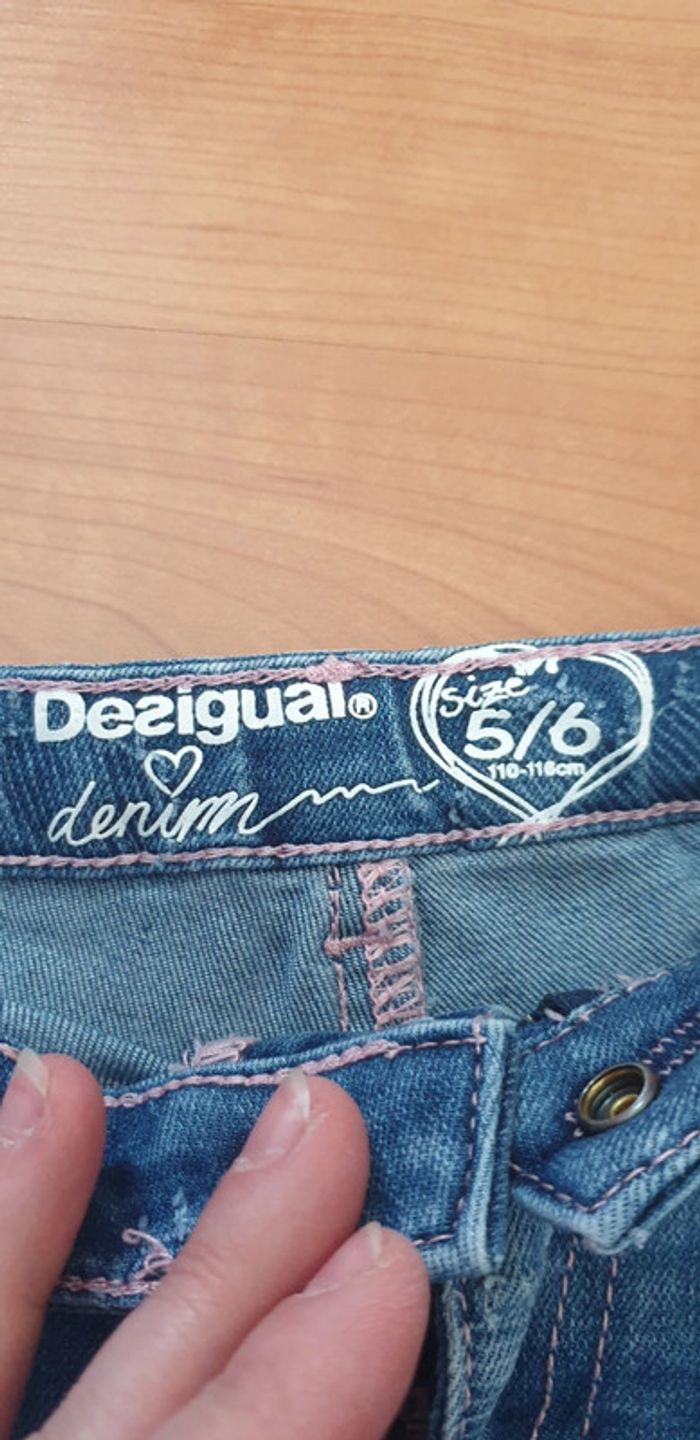 Desigual®
denim
size
5/6
110-116cm